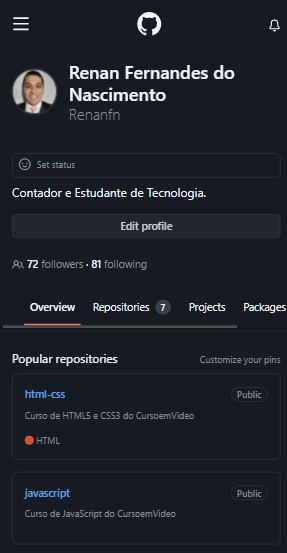 Renan Fernandes do
Nascimento
Renanfn
Set status
Contador e Estudante de Tecnologia.
Edit profile
72 followers · 81 following
Overview Repositories 7 Projects Packages
Popular repositories Customize your pins
html-css Public
Curso de HTML5 e CSS3 do CursoemVideo
HTML
javascript Public
Curso de JavaScript do CursoemVideo